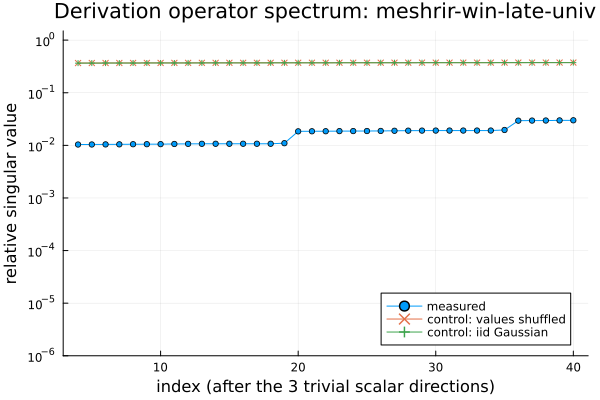 Derivation operator spectrum: meshrir-win-late-univ
10⁰
10⁻¹
10⁻²
10⁻³
10⁻⁴
10⁻⁵
10⁻⁶
relative singular value
measured
control: values shuffled
control: iid Gaussian
10 20 30 40
index (after the 3 trivial scalar directions)